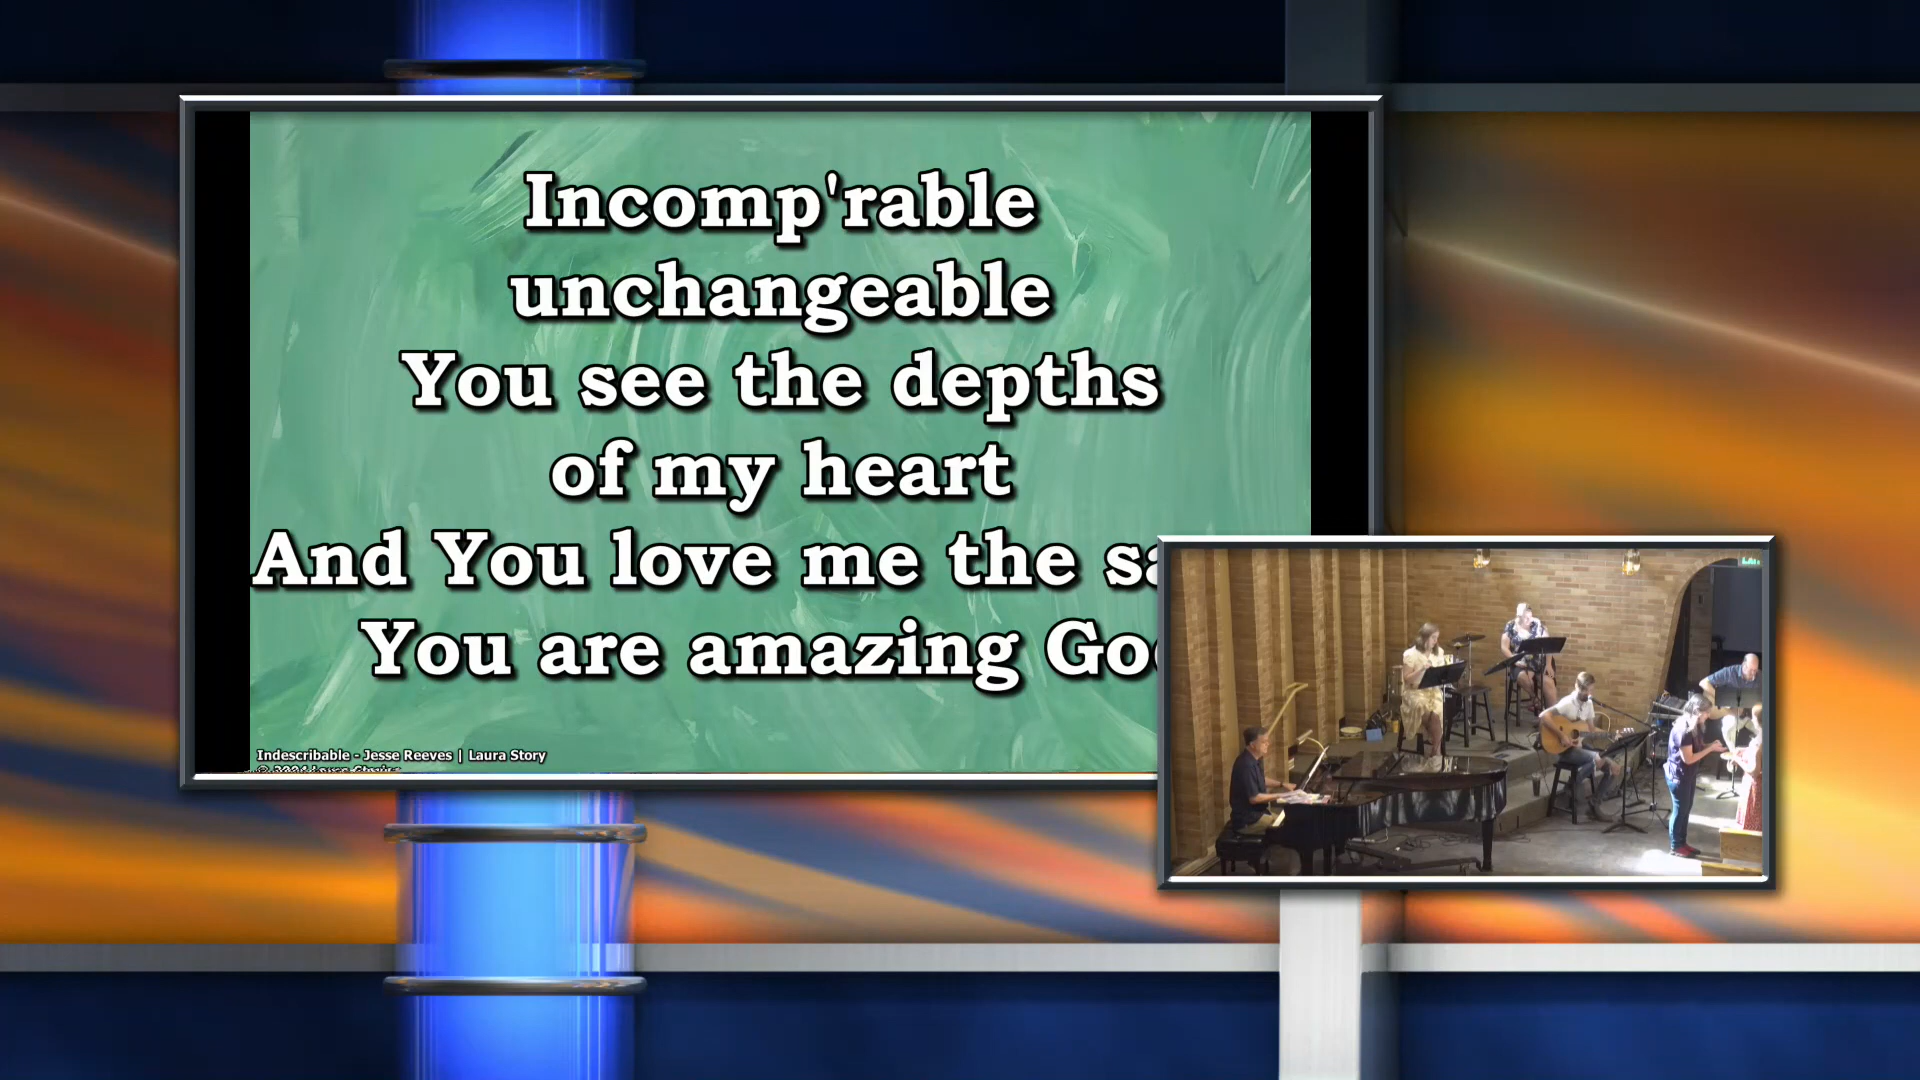 Incomp'rable
unchangeable
You see the depths
of my heart
And You love me the sa
You are amazing Go
Indescribable - Jesse Reeves | Laura Story